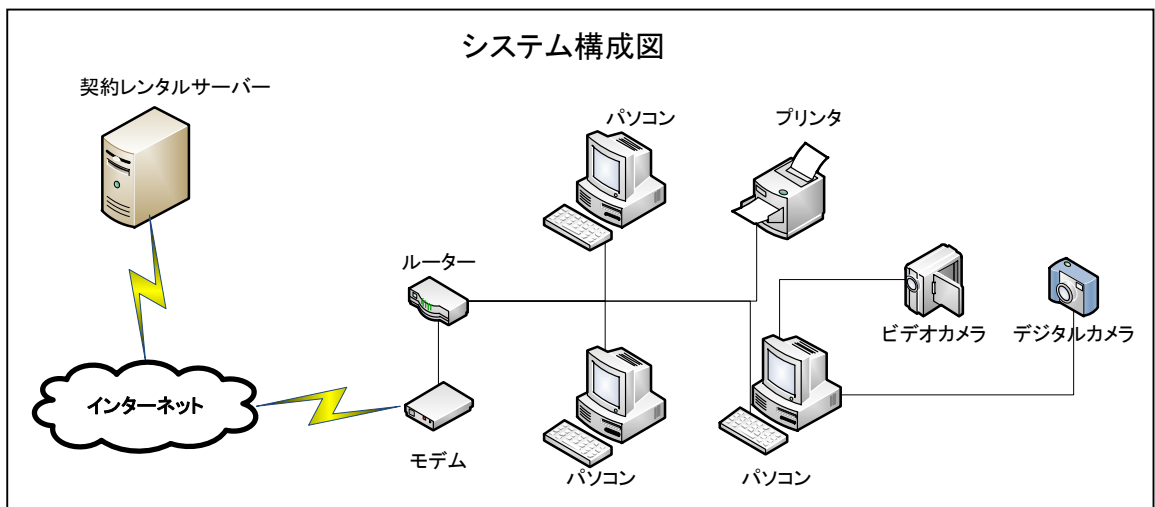 システム構成図
契約レンタルサーバー
パソコン
プリンタ
ルーター
ビデオカメラ
デジタルカメラ
インターネット
モデム
パソコン
パソコン